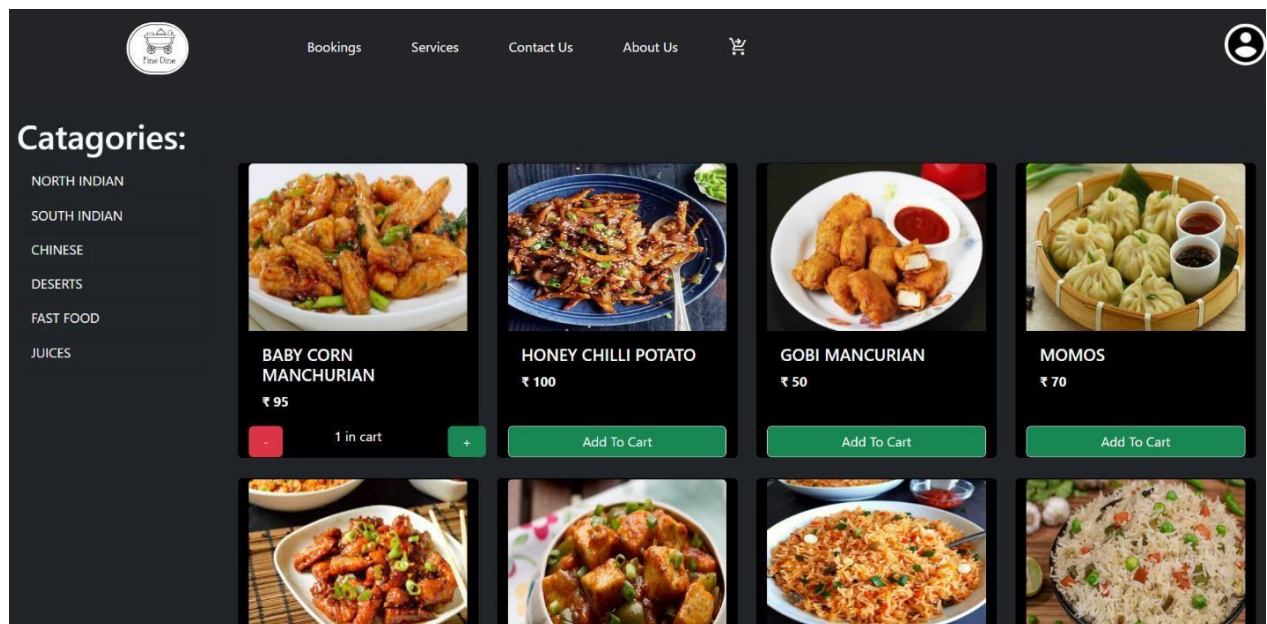 Fine Dine
Bookings
Services
Contact Us
About Us
Catagories:
NORTH INDIAN
SOUTH INDIAN
CHINESE
DESERTS
FAST FOOD
JUICES
BABY CORN
MANCHURIAN
₹ 95
- 1 in cart +
HONEY CHILLI POTATO
₹ 100
Add To Cart
GOBI MANCURIAN
₹ 50
Add To Cart
MOMOS
₹ 70
Add To Cart